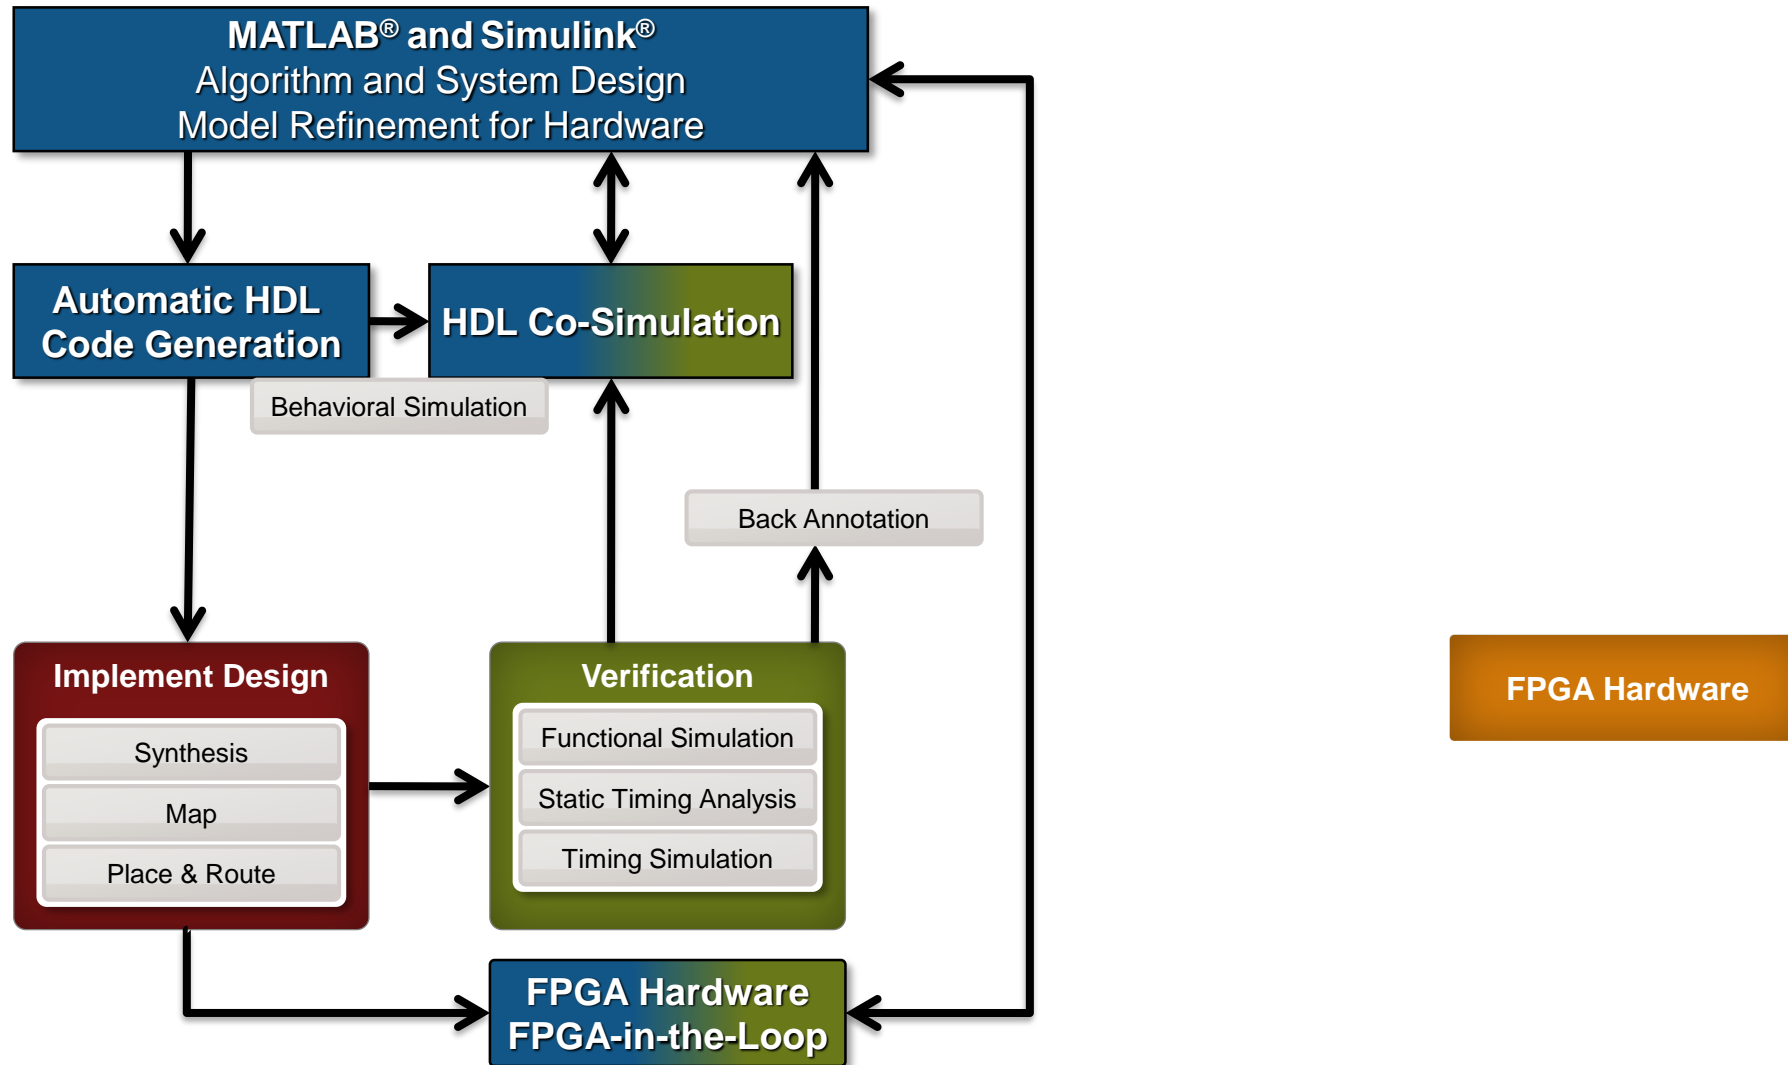 MATLAB® and Simulink®
Algorithm and System Design
Model Refinement for Hardware
Automatic HDL
Code Generation
HDL Co-Simulation
Behavioral Simulation
Back Annotation
Implement Design
Synthesis
Map
Place & Route
Verification
Functional Simulation
Static Timing Analysis
Timing Simulation
FPGA Hardware
FPGA Hardware
FPGA-in-the-Loop